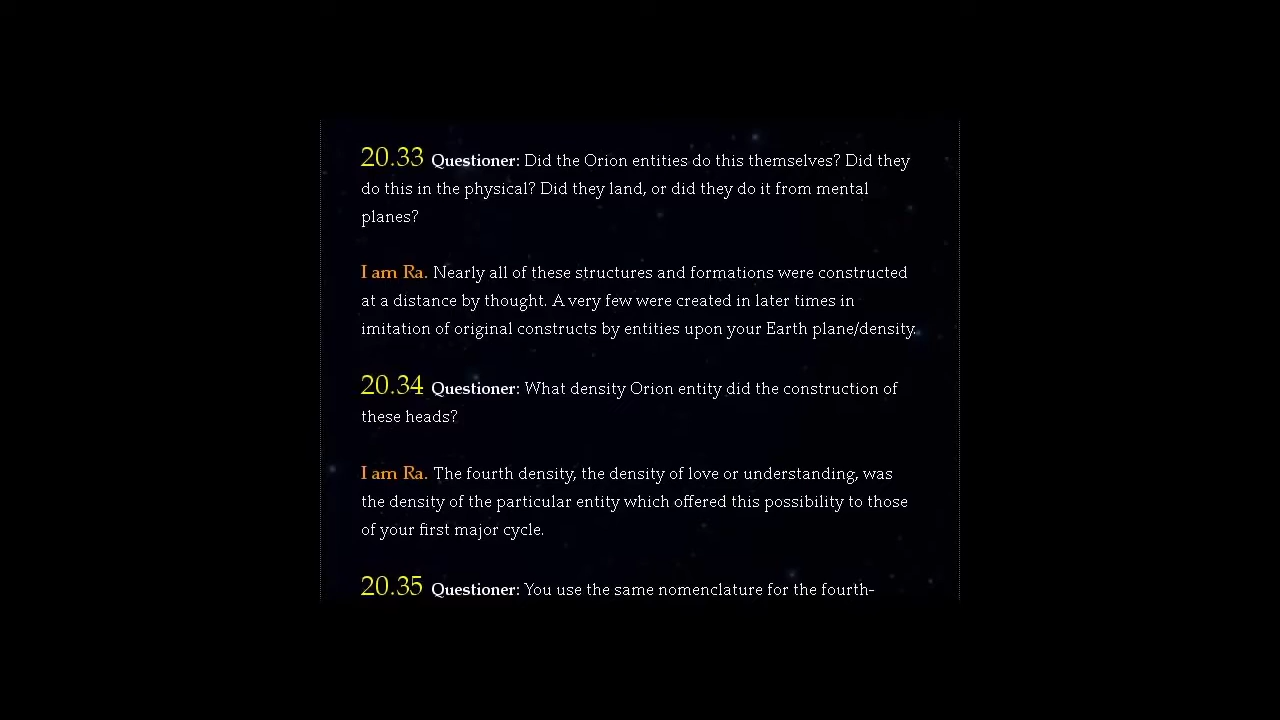 20.33 Questioner: Did the Orion entities do this themselves? Did they
do this in the physical? Did they land, or did they do it from mental
planes?
I am Ra. Nearly all of these structures and formations were constructed
at a distance by thought. A very few were created in later times in
imitation of original constructs by entities upon your Earth plane/density.
20.34 Questioner: What density Orion entity did the construction of
these heads?
I am Ra. The fourth density, the density of love or understanding, was
the density of the particular entity which offered this possibility to those
of your first major cycle.
20.35 Questioner: You use the same nomenclature for the fourth-